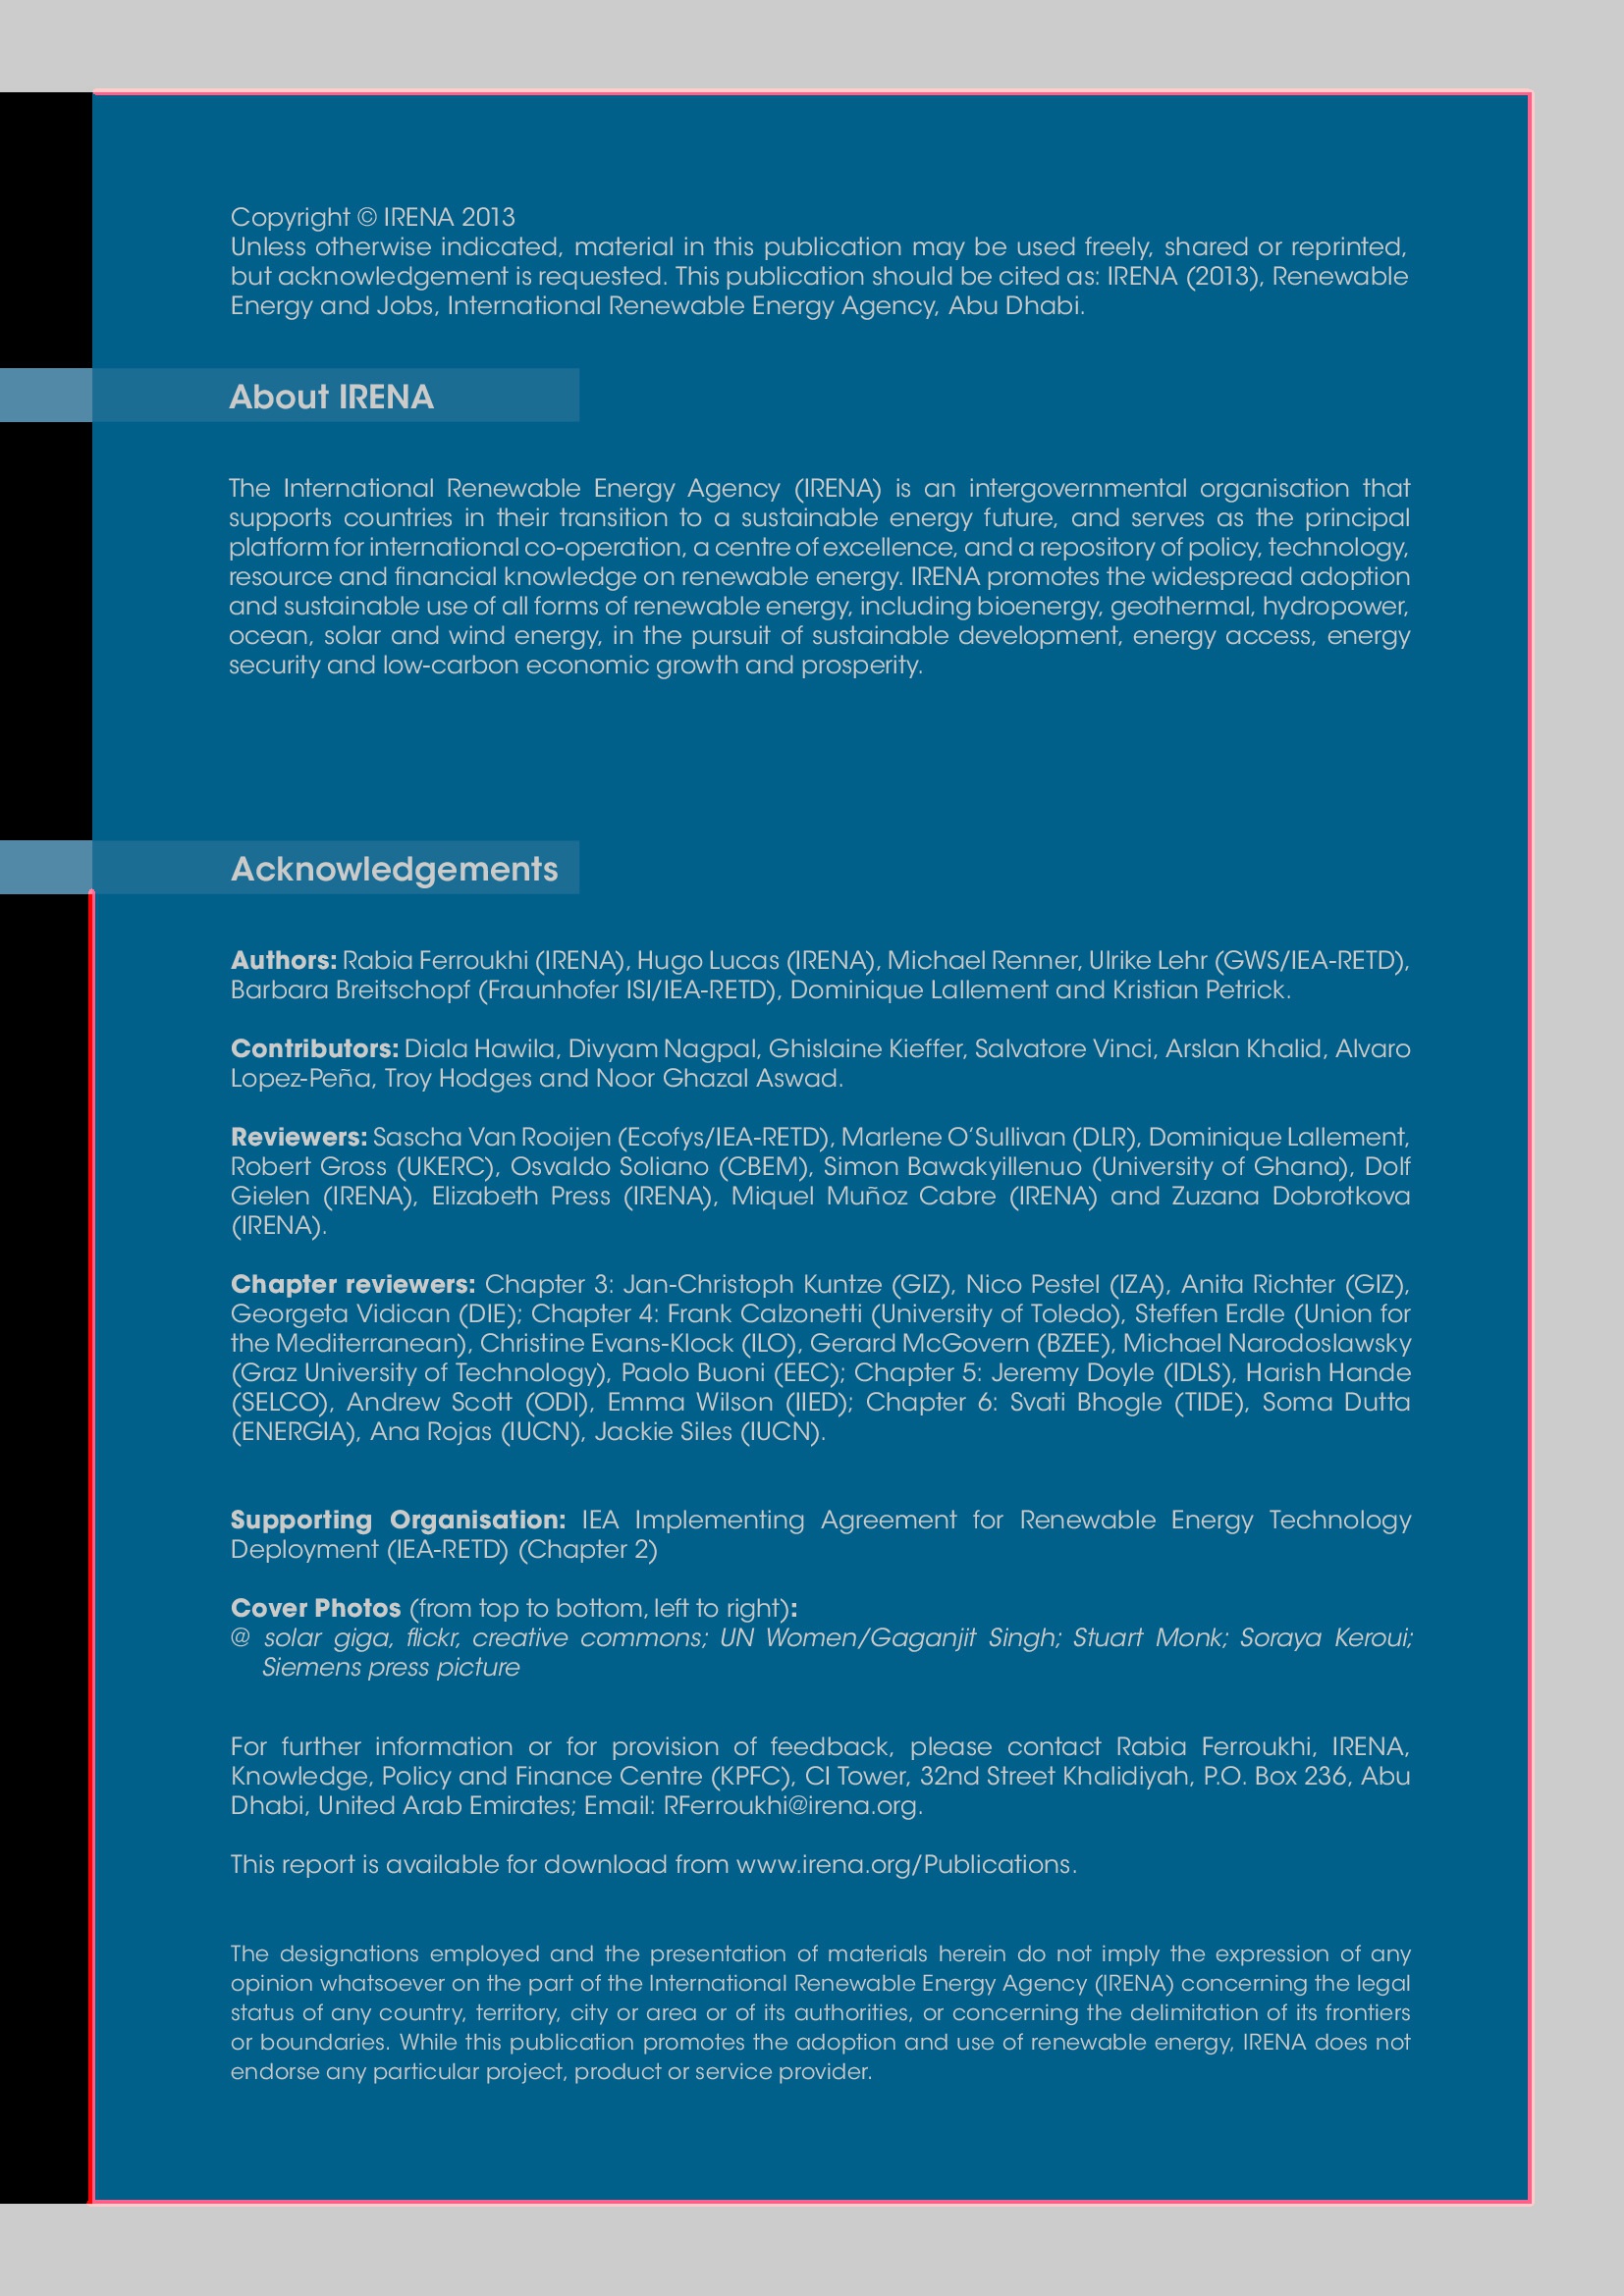 Copyright © IRENA 2013
Unless otherwise indicated, material in this publication may be used freely, shared or reprinted,
but acknowledgement is requested. This publication should be cited as: IRENA (2013), Renewable
Energy and Jobs, International Renewable Energy Agency, Abu Dhabi.
About IRENA
The International Renewable Energy Agency (IRENA) is an intergovernmental organisation that
supports countries in their transition to a sustainable energy future, and serves as the principal
platform for international co-operation, a centre of excellence, and a repository of policy, technology,
resource and financial knowledge on renewable energy. IRENA promotes the widespread adoption
and sustainable use of all forms of renewable energy, including bioenergy, geothermal, hydropower,
ocean, solar and wind energy, in the pursuit of sustainable development, energy access, energy
security and low-carbon economic growth and prosperity.
Acknowledgements
Authors: Rabia Ferroukhi (IRENA), Hugo Lucas (IRENA), Michael Renner, Ulrike Lehr (GWS/IEA-RETD),
Barbara Breitschopf (Fraunhofer ISI/IEA-RETD), Dominique Lallement and Kristian Petrick.
Contributors: Diala Hawila, Divyam Nagpal, Ghislaine Kieffer, Salvatore Vinci, Arslan Khalid, Alvaro
Lopez-Peña, Troy Hodges and Noor Ghazal Aswad.
Reviewers: Sascha Van Rooijen (Ecofys/IEA-RETD), Marlene O'Sullivan (DLR), Dominique Lallement,
Robert Gross (UKERC), Osvaldo Soliano (CBEM), Simon Bawakyillenuo (University of Ghana), Dolf
Gielen (IRENA), Elizabeth Press (IRENA), Miquel Muñoz Cabre (IRENA) and Zuzana Dobrotkova
(IRENA).
Chapter reviewers: Chapter 3: Jan-Christoph Kuntze (GIZ), Nico Pestel (IZA), Anita Richter (GIZ),
Georgeta Vidican (DIE); Chapter 4: Frank Calzonetti (University of Toledo), Steffen Erdle (Union for
the Mediterranean), Christine Evans-Klock (ILO), Gerard McGovern (BZEE), Michael Narodoslawsky
(Graz University of Technology), Paolo Buoni (EEC); Chapter 5: Jeremy Doyle (IDLS), Harish Hande
(SELCO), Andrew Scott (ODI), Emma Wilson (IIED); Chapter 6: Svati Bhogle (TIDE), Soma Dutta
(ENERGIA), Ana Rojas (IUCN), Jackie Siles (IUCN).
Supporting Organisation: IEA Implementing Agreement for Renewable Energy Technology
Deployment (IEA-RETD) (Chapter 2)
Cover Photos (from top to bottom, left to right):
@ solar giga, flickr, creative commons; UN Women/Gaganjit Singh; Stuart Monk; Soraya Keroui;
Siemens press picture
For further information or for provision of feedback, please contact Rabia Ferroukhi, IRENA,
Knowledge, Policy and Finance Centre (KPFC), CI Tower, 32nd Street Khalidiyah, P.O. Box 236, Abu
Dhabi, United Arab Emirates; Email: RFerroukhi@irena.org.
This report is available for download from www.irena.org/Publications.
The designations employed and the presentation of materials herein do not imply the expression of any
opinion whatsoever on the part of the International Renewable Energy Agency (IRENA) concerning the legal
status of any country, territory, city or area or of its authorities, or concerning the delimitation of its frontiers
or boundaries. While this publication promotes the adoption and use of renewable energy, IRENA does not
endorse any particular project, product or service provider.